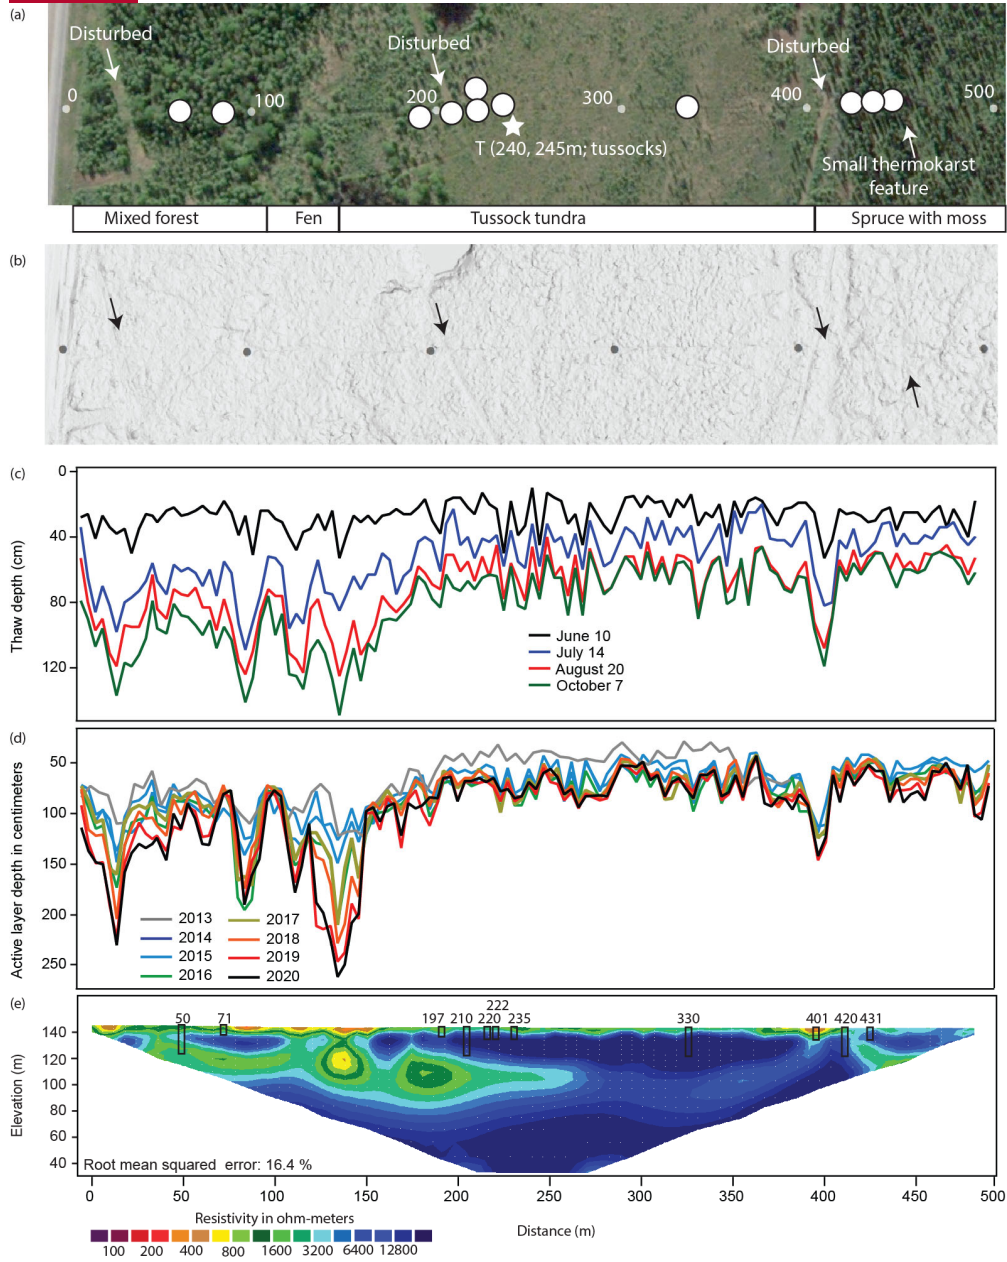 (a)
Disturbed
Disturbed
Disturbed
0
100
200
300
400
500
T (240, 245m; tussocks)
Small thermokarst
feature
Mixed forest
Fen
Tussock tundra
Spruce with moss
(b)
(c)
0
40
80
120
Thaw depth (cm)
June 10
July 14
August 20
October 7
(d)
50
100
150
200
250
Active layer depth in centimeters
2013
2014
2015
2016
2017
2018
2019
2020
(e)
222
50
71
197
210
220
235
330
401
420
431
140
120
100
80
60
40
Elevation (m)
Root mean squared error: 16.4 %
0
50
100
150
200
250
300
350
400
450
500
Resistivity in ohm-meters
Distance (m)
100
200
400
800
1600
3200
6400
12800